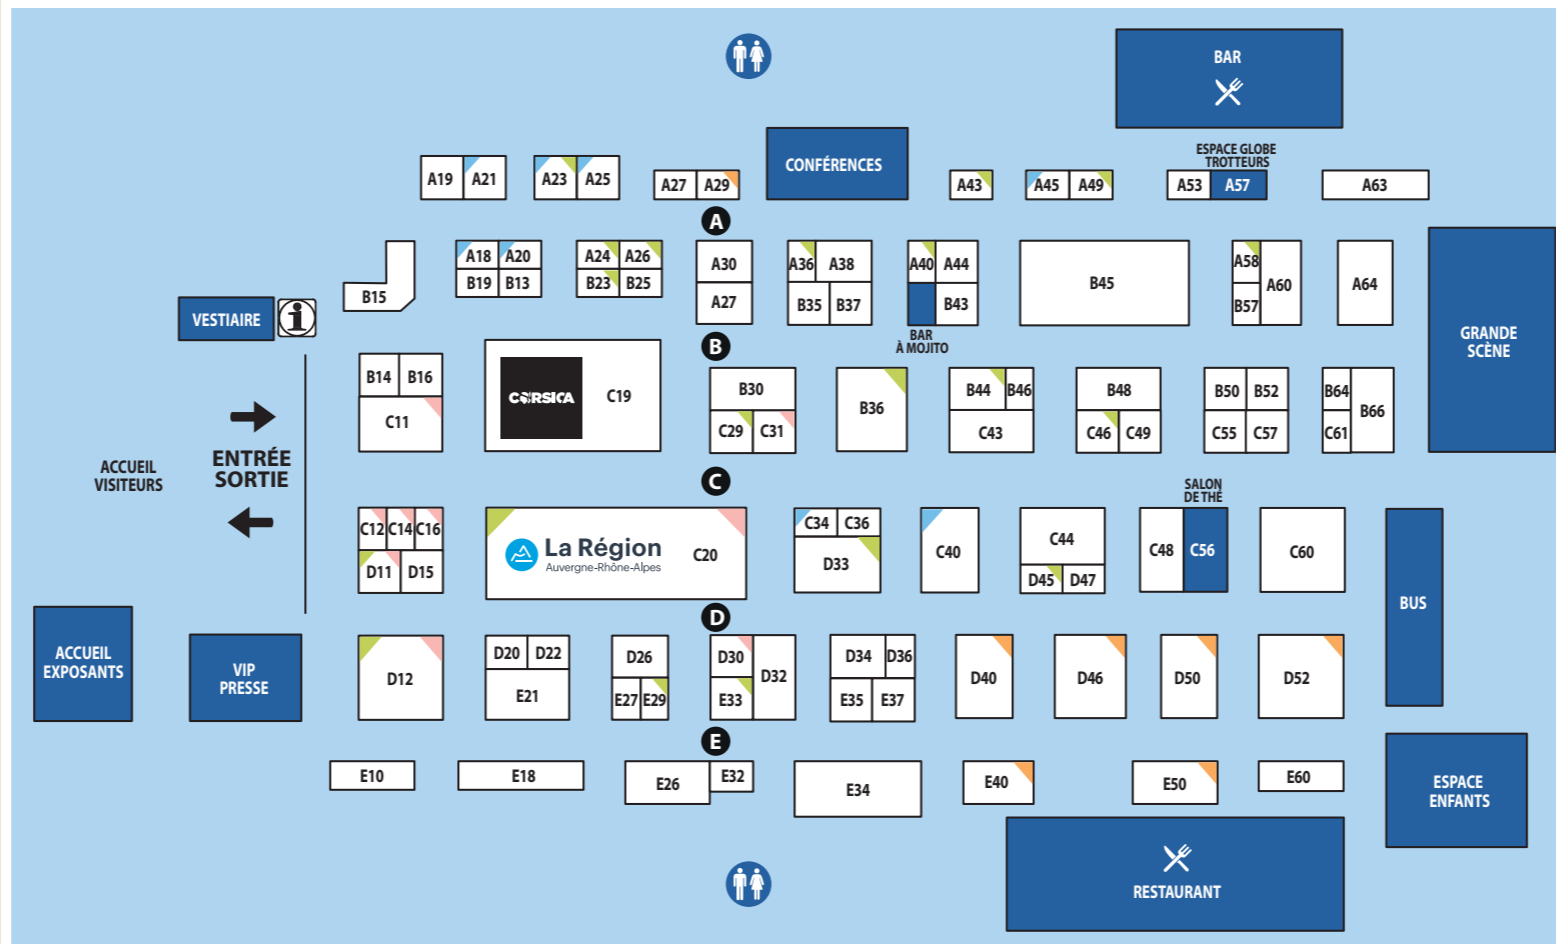 BAR
CONFÉRENCES
ESPACE GLOBE
TROTTEURS
A19 A21 A23 A25 A27 A29 A43 A45 A49 A53 A57 A63
A
A18 A20 A24 A26 A30 A36 A38 A40 A44 B45 A58 A60 A64
B15 B19 B13 B23 B25 A27 B35 B37 B43 B57
VESTIAIRE
BAR
À MOJITO
GRANDE
SCÈNE
B
B14 B16 CORSICA C19 B30 B36 B44 B46 B48 B50 B52 B64 B66
C11 C29 C31 C43 C46 C49 C55 C57 C61
ACCUEIL
VISITEURS
ENTRÉE
SORTIE
C
SALON
DE THÉ
C12 C14 C16 La Région C20 C34 C36 C40 C44 C48 C56 C60
Auvergne-Rhône-Alpes
D11 D15 D33 D45 D47
BUS
D
ACCUEIL
EXPOSANTS
VIP
PRESSE
D12 D20 D22 D26 D30 D32 D34 D36 D40 D46 D50 D52
E21 E27 E29 E33 E35 E37
E
E10 E18 E26 E32 E34 E40 E50 E60
ESPACE
ENFANTS
RESTAURANT